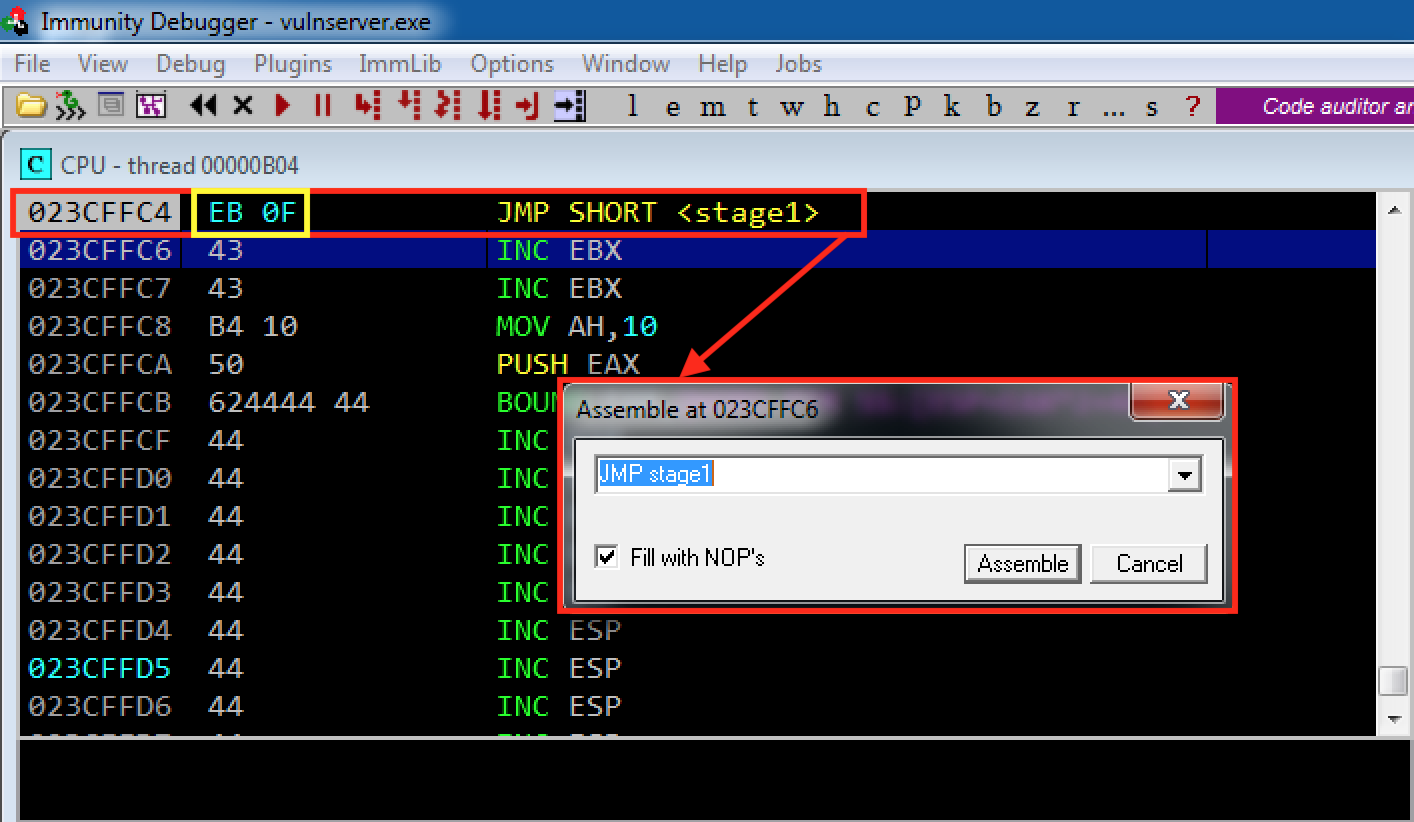 Immunity Debugger - vulnserver.exe
File View Debug Plugins ImmLib Options Window Help Jobs
l e m t w h c P k b z r ... s ?
Code auditor
C CPU - thread 00000B04
023CFFC4 EB 0F JMP SHORT <stage1>
023CFFC6 43 INC EBX
023CFFC7 43 INC EBX
023CFFC8 B4 10 MOV AH,10
023CFFCA 50 PUSH EAX
023CFFCB 624444 44
023CFFCF 44 INC
023CFFD0 44 INC
023CFFD1 44 INC
023CFFD2 44 INC
023CFFD3 44 INC
023CFFD4 44 INC ESP
023CFFD5 44 INC ESP
023CFFD6 44 INC ESP
Assemble at 023CFFC6
JMP stage1
Fill with NOP's
Assemble
Cancel